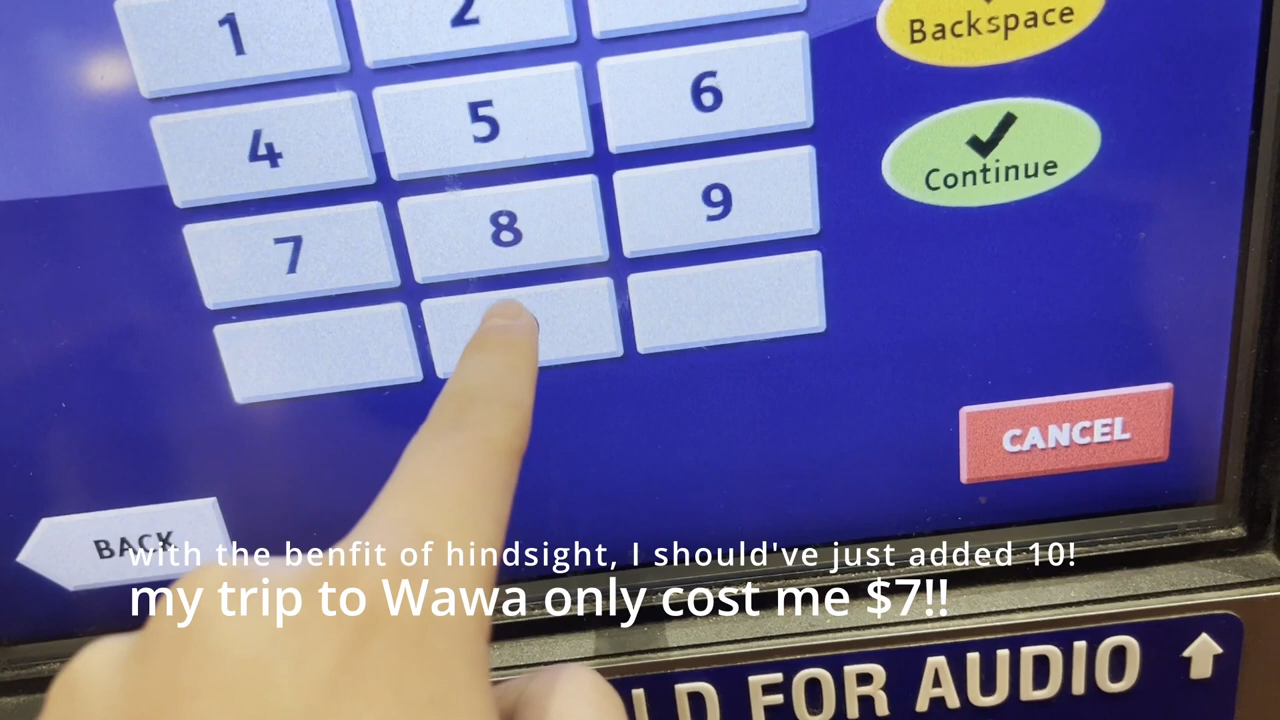 1 2
Backspace
4 5 6
Continue
7 8 9
CANCEL
BACK
with the benfit of hindsight, I should've just added 10!
my trip to Wawa only cost me $7!!
LD FOR AUDIO